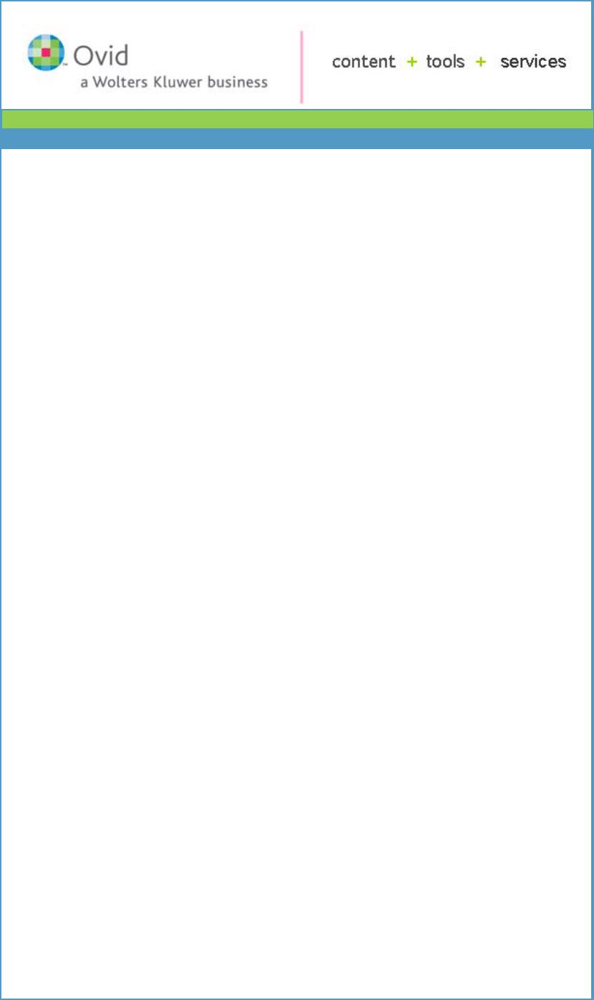 Ovid
a Wolters Kluwer business
content + tools + services